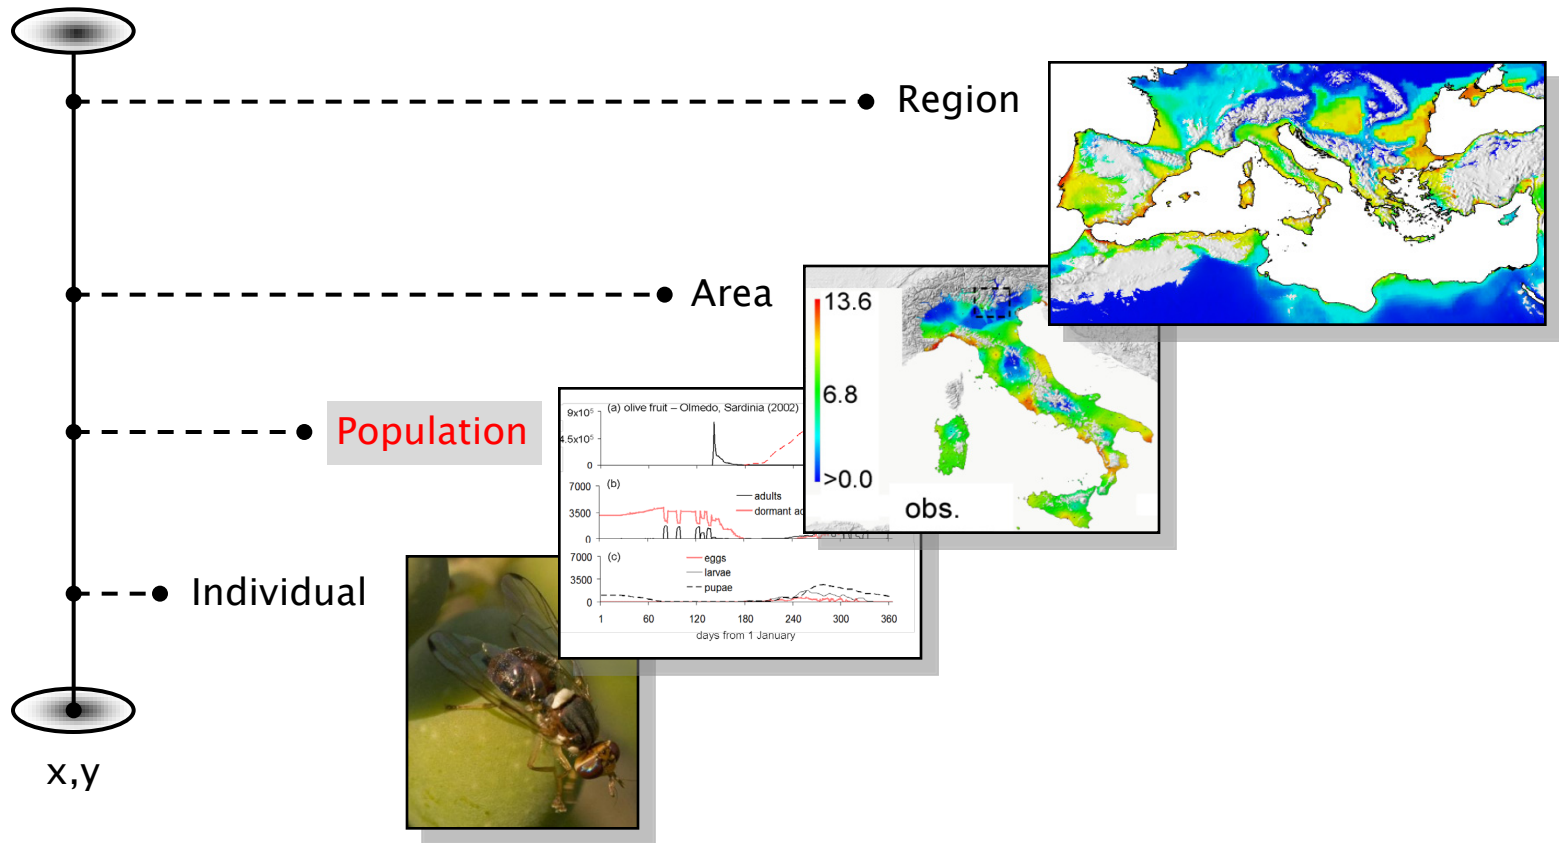 Region
Area
13.6
6.8
>0.0
obs.
Population
(a) olive fruit – Olmedo, Sardinia (2002)
9x10⁵
4.5x10⁵
0
(b)
7000
3500
0
adults
dormant
(c)
7000
3500
0
eggs
larvae
pupae
1 60 120 180 240 300 360
days from 1 January
Individual
x,y